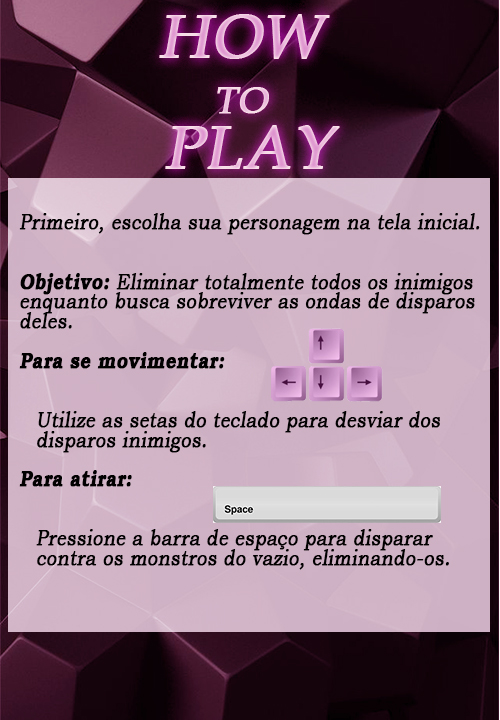 HOW
TO
PLAY
Primeiro, escolha sua personagem na tela inicial.
Objetivo: Eliminar totalmente todos os inimigos
enquanto busca sobreviver as ondas de disparos
deles.
↑
Para se movimentar:
← ↓ →
Utilize as setas do teclado para desviar dos
disparos inimigos.
Para atirar:
Space
Pressione a barra de espaço para disparar
contra os monstros do vazio, eliminando-os.